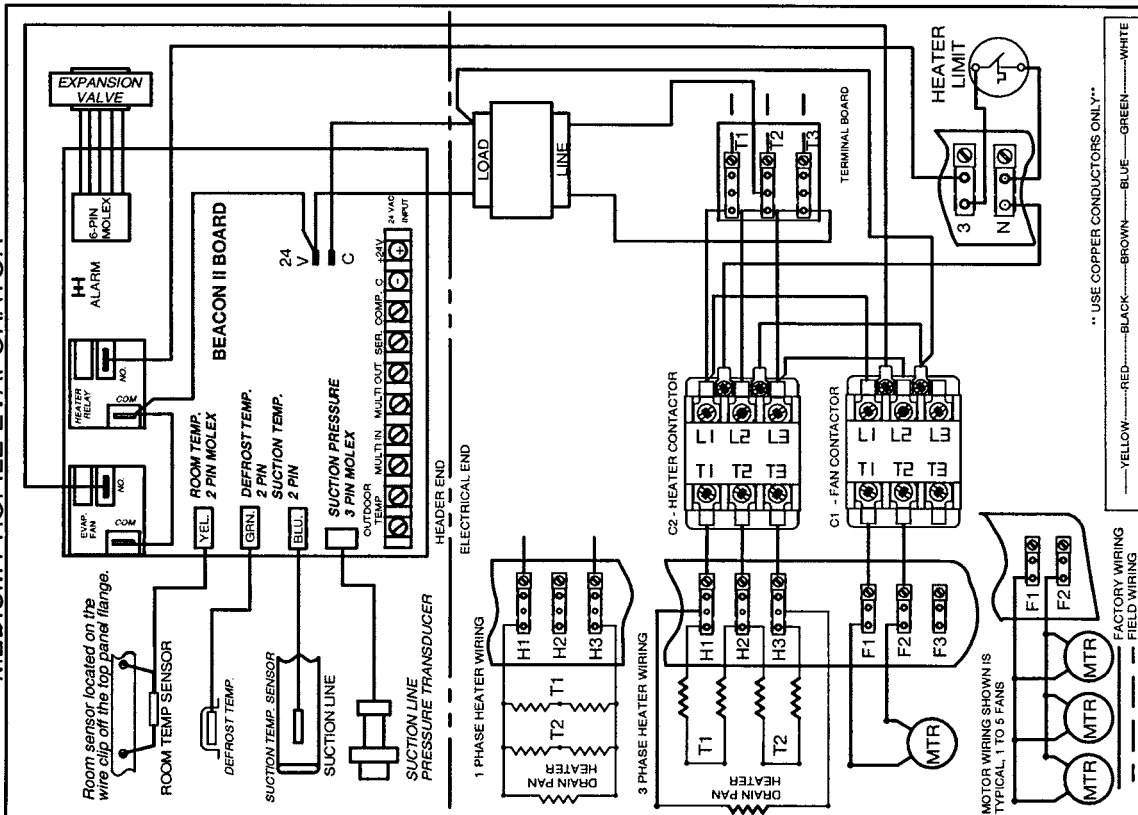 EXPANSION
VALVE
6-PIN
MOLEX
ALARM
HEATER
RELAY
NO.
COM
EVAP.
FAN
NO.
COM
BEACON II BOARD
24
V
C
ROOM TEMP.
2 PIN MOLEX
DEFROST TEMP.
2 PIN
SUCTION TEMP.
2 PIN
SUCTION PRESSURE
3 PIN MOLEX
YEL.
GRN.
BLU.
OUTDOOR
TEMP
MULTI IN
MULTI OUT
SER.
COMP.
C
+24V
24 VAC
INPUT
Room sensor located on the
wire clip off the top panel flange.
ROOM TEMP SENSOR
DEFROST TEMP.
SUCTION TEMP. SENSOR
SUCTION LINE
SUCTION LINE
PRESSURE TRANSDUCER
HEADER END
ELECTRICAL END
LOAD
LINE
T1
T2
T3
TERMINAL BOARD
HEATER
LIMIT
3
N
C2 - HEATER CONTACTOR
L1
L2
L3
T1
T2
T3
C1 - FAN CONTACTOR
L1
L2
L3
T1
T2
T3
1 PHASE HEATER WIRING
H1
H2
H3
T1
T2
DRAIN PAN
HEATER
3 PHASE HEATER WIRING
H1
H2
H3
T1
T2
DRAIN PAN
HEATER
F1
F2
F3
MTR
MOTOR WIRING SHOWN IS
TYPICAL, 1 TO 5 FANS
F1
F2
MTR
MTR
MTR
FACTORY WIRING
FIELD WIRING
** USE COPPER CONDUCTORS ONLY**
YELLOW RED BLACK BROWN BLUE GREEN WHITE